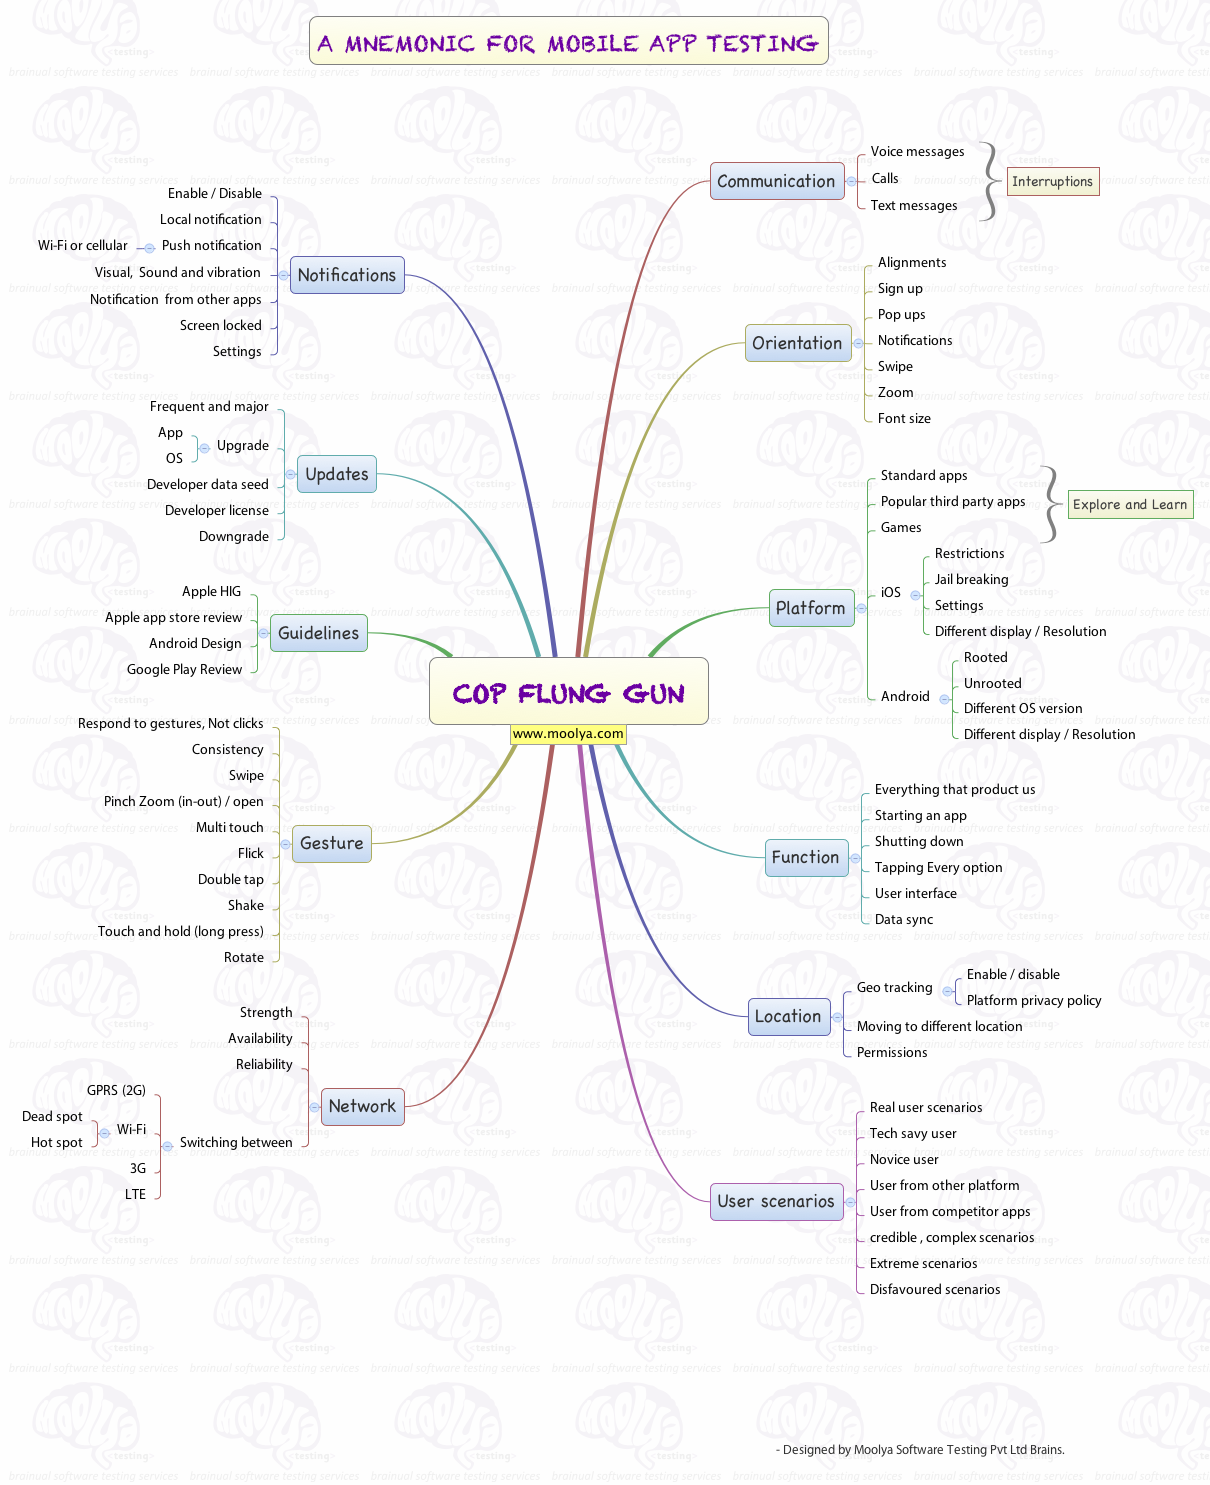 A MNEMONIC FOR MOBILE APP TESTING
Communication
Voice messages
Calls
Text messages
Interruptions
Orientation
Alignments
Sign up
Pop ups
Notifications
Swipe
Zoom
Font size
Platform
Standard apps
Popular third party apps
Games
Explore and Learn
iOS
Restrictions
Jail breaking
Settings
Different display / Resolution
Android
Rooted
Unrooted
Different OS version
Different display / Resolution
COP FLUNG GUN
www.moolya.com
Function
Everything that product us
Starting an app
Shutting down
Tapping Every option
User interface
Data sync
Location
Geo tracking
Enable / disable
Platform privacy policy
Moving to different location
Permissions
User scenarios
Real user scenarios
Tech savy user
Novice user
User from other platform
User from competitor apps
credible , complex scenarios
Extreme scenarios
Disfavoured scenarios
Notifications
Enable / Disable
Local notification
Push notification
Wi-Fi or cellular
Visual, Sound and vibration
Notification from other apps
Screen locked
Settings
Updates
Frequent and major
Upgrade
App
OS
Developer data seed
Developer license
Downgrade
Guidelines
Apple HIG
Apple app store review
Android Design
Google Play Review
Gesture
Respond to gestures, Not clicks
Consistency
Swipe
Pinch Zoom (in-out) / open
Multi touch
Flick
Double tap
Shake
Touch and hold (long press)
Rotate
Network
Strength
Availability
Reliability
Switching between
GPRS (2G)
Wi-Fi
Dead spot
Hot spot
3G
LTE
- Designed by Moolya Software Testing Pvt Ltd Brains.
moolya
testing
brainual software testing services